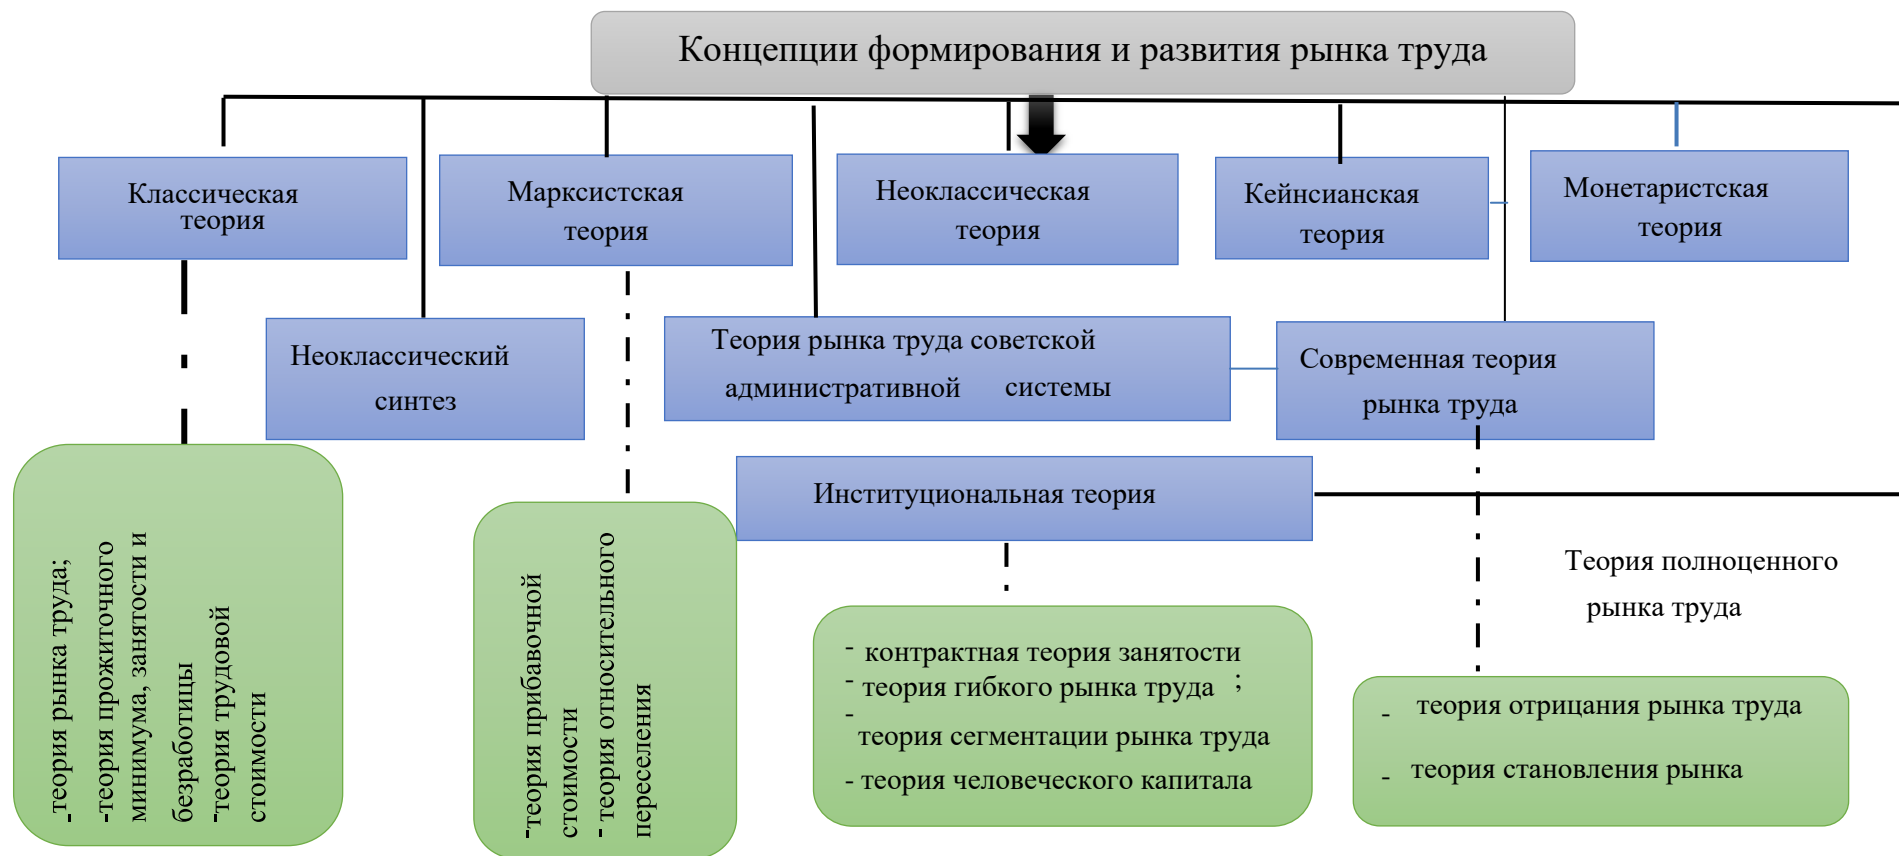 Концепции формирования и развития рынка труда
Классическая
теория
Марксистская
теория
Неоклассическая
теория
Кейнсианская
теория
Монетаристская
теория
Неоклассический
синтез
Теория рынка труда советской
административной системы
Современная теория
рынка труда
Институциональная теория
Теория полноценного
рынка труда
-теория рынка труда;
-теория прожиточного
минимума, занятости и
безработицы
-теория трудовой
стоимости
-теория прибавочной
стоимости
- теория относительного
переселения
- контрактная теория занятости
- теория гибкого рынка труда ;
-
теория сегментации рынка труда
- теория человеческого капитала
- теория отрицания рынка труда
- теория становления рынка